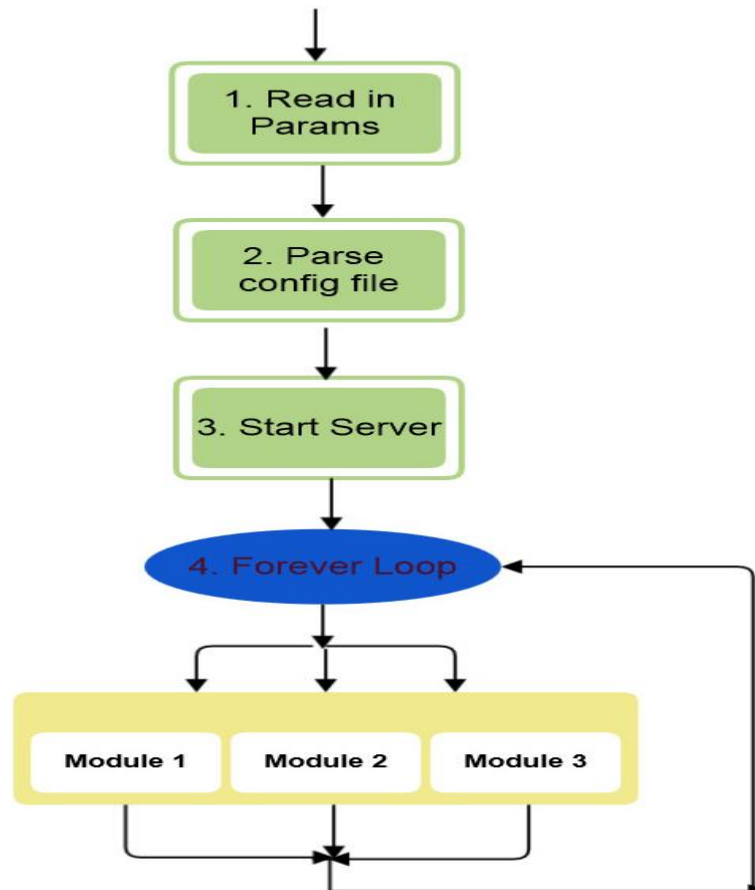 1. Read in
Params
2. Parse
config file
3. Start Server
4. Forever Loop
Module 1
Module 2
Module 3